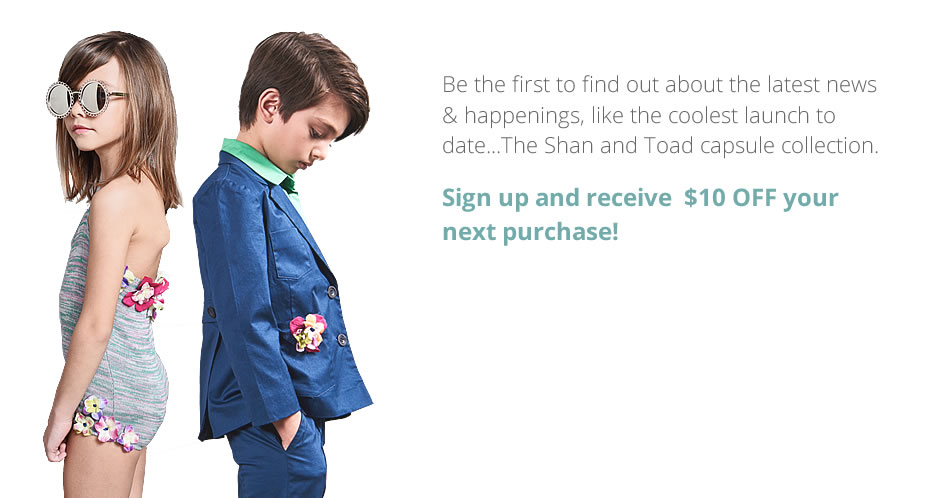 Be the first to find out about the latest news
& happenings, like the coolest launch to
date...The Shan and Toad capsule collection.
Sign up and receive $10 OFF your
next purchase!